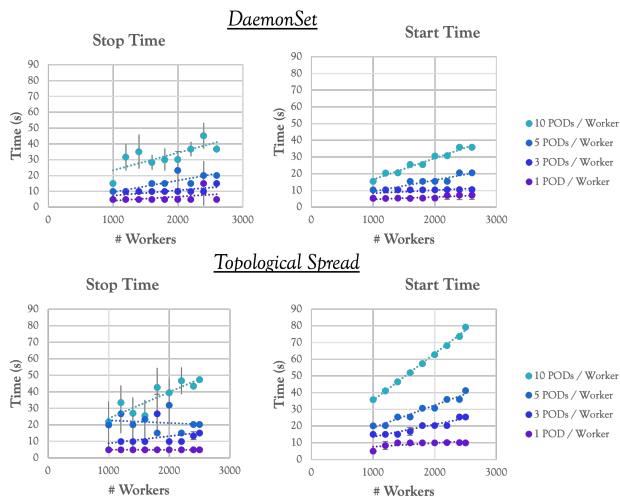 DaemonSet
Stop Time
Start Time
90
80
70
60
50
40
30
20
10
0
Time (s)
0
1000
2000
3000
# Workers
90
80
70
60
50
40
30
20
10
0
Time (s)
0
1000
2000
3000
# Workers
10 PODs / Worker
5 PODs / Worker
3 PODs / Worker
1 POD / Worker
Topological Spread
Stop Time
Start Time
90
80
70
60
50
40
30
20
10
0
Time (s)
0
1000
2000
3000
# Workers
90
80
70
60
50
40
30
20
10
0
Time (s)
0
1000
2000
3000
# Workers
10 PODs / Worker
5 PODs / Worker
3 PODs / Worker
1 POD / Worker